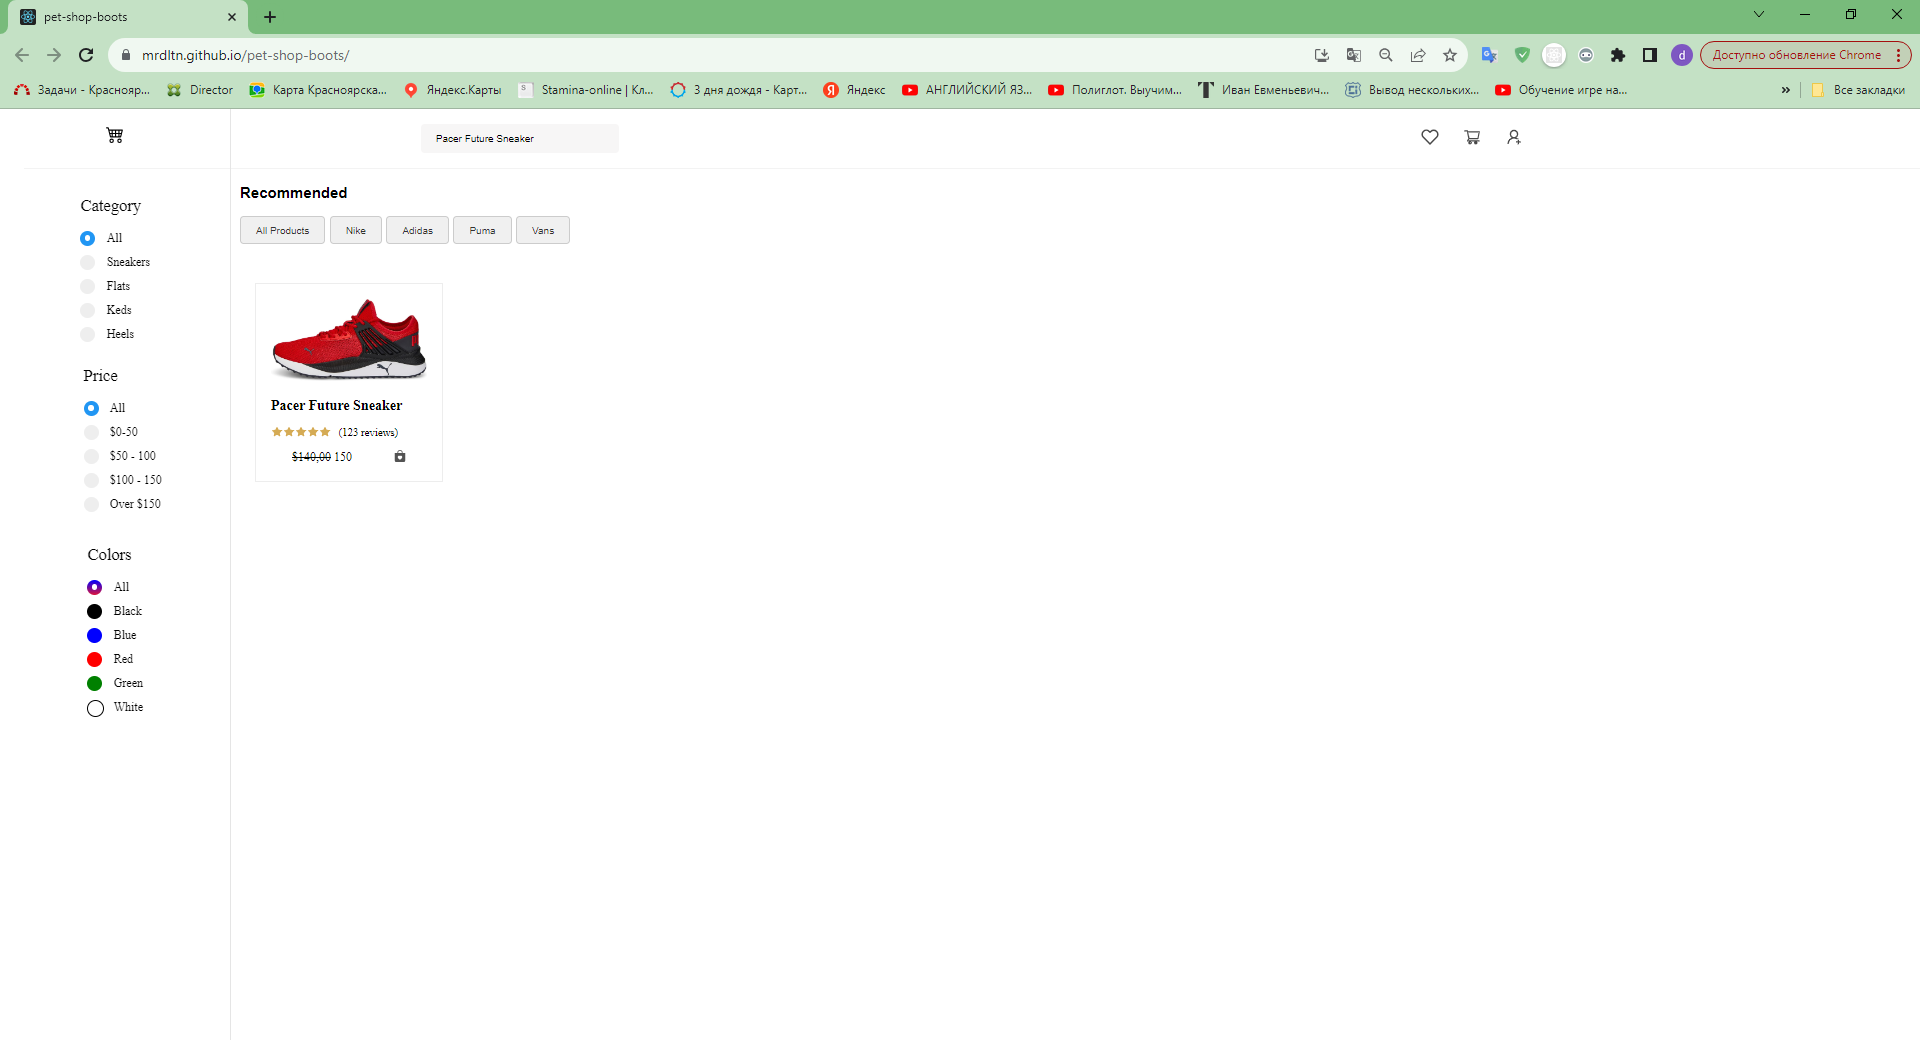 pet-shop-boots
mrdltn.github.io/pet-shop-boots/
d
Доступно обновление Chrome
Задачи - Краснояр...
Director
Карта Красноярска...
Яндекс.Карты
S
Stamina-online | Кл...
3 дня дождя - Карт...
Я
Яндекс
АНГЛИЙСКИЙ ЯЗ...
Полиглот. Выучим...
Иван Евменьевич...
Вывод нескольких...
Обучение игре на...
»
Все закладки
Pacer Future Sneaker
Category
All
Sneakers
Flats
Keds
Heels
Price
All
$0-50
$50 - 100
$100 - 150
Over $150
Colors
All
Black
Blue
Red
Green
White
Recommended
All Products
Nike
Adidas
Puma
Vans
Pacer Future Sneaker
(123 reviews)
$140,00 150